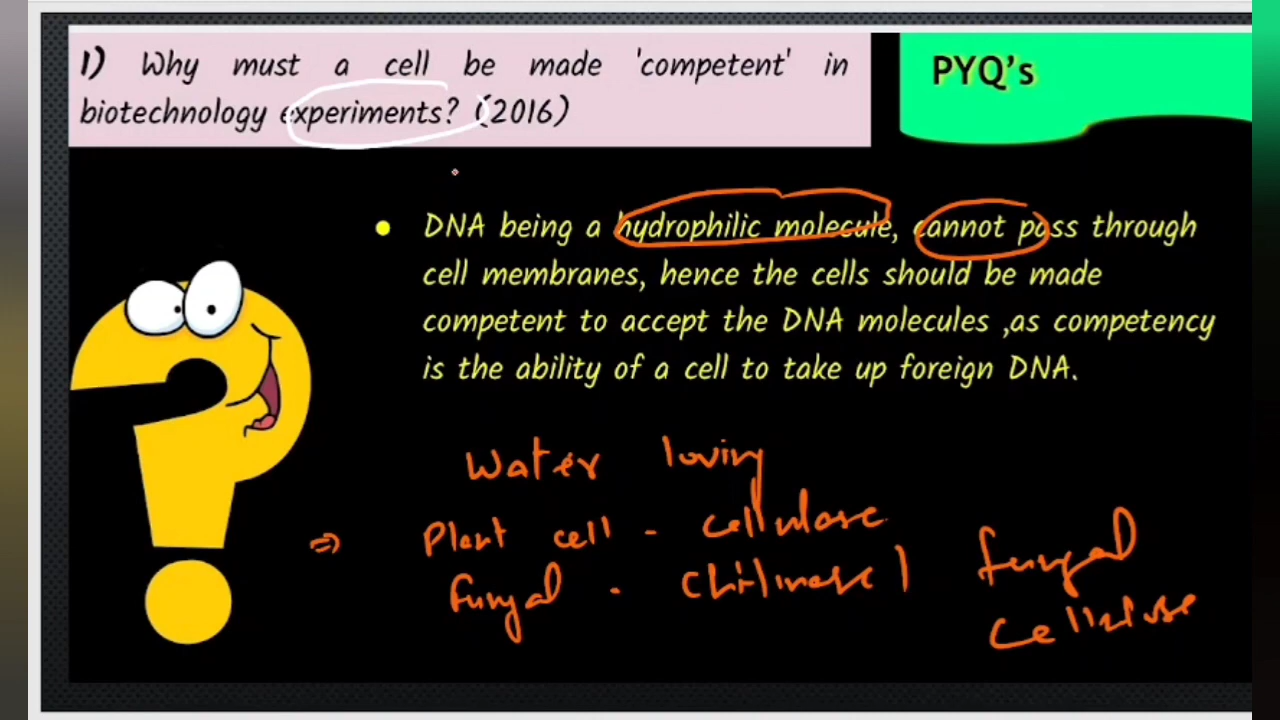 1) Why must a cell be made 'competent' in
biotechnology experiments? (2016)
PYQ's
DNA being a hydrophilic molecule, cannot pass through
cell membranes, hence the cells should be made
competent to accept the DNA molecules ,as competency
is the ability of a cell to take up foreign DNA.
Water loving
⇒ Plant cell - cellulase
fungal - chitinase |
fungal
cellulose